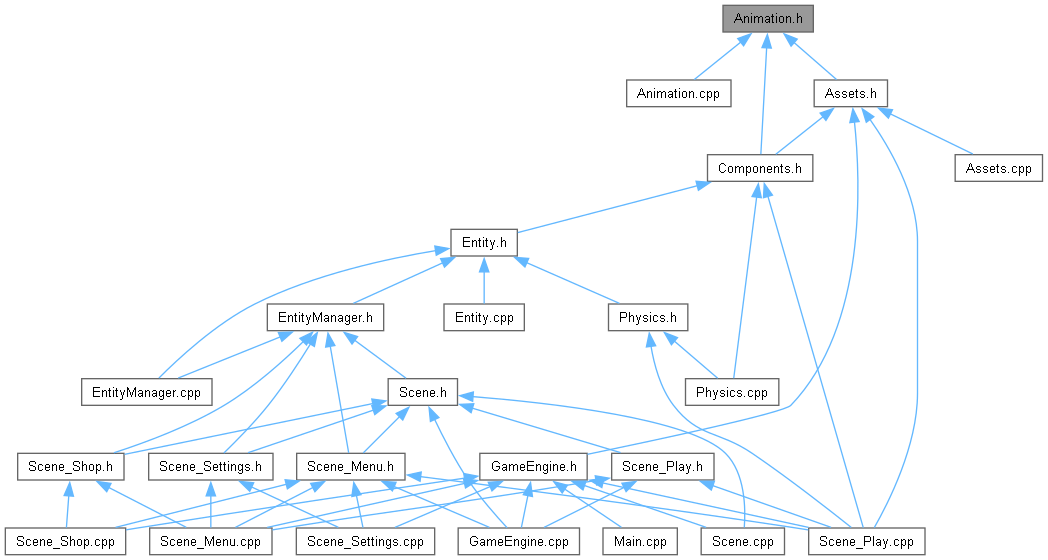 Animation.h
Animation.cpp
Assets.h
Components.h
Assets.cpp
Entity.h
EntityManager.h
Entity.cpp
Physics.h
EntityManager.cpp
Scene.h
Physics.cpp
Scene_Shop.h
Scene_Settings.h
Scene_Menu.h
GameEngine.h
Scene_Play.h
Scene_Shop.cpp
Scene_Menu.cpp
Scene_Settings.cpp
GameEngine.cpp
Main.cpp
Scene.cpp
Scene_Play.cpp